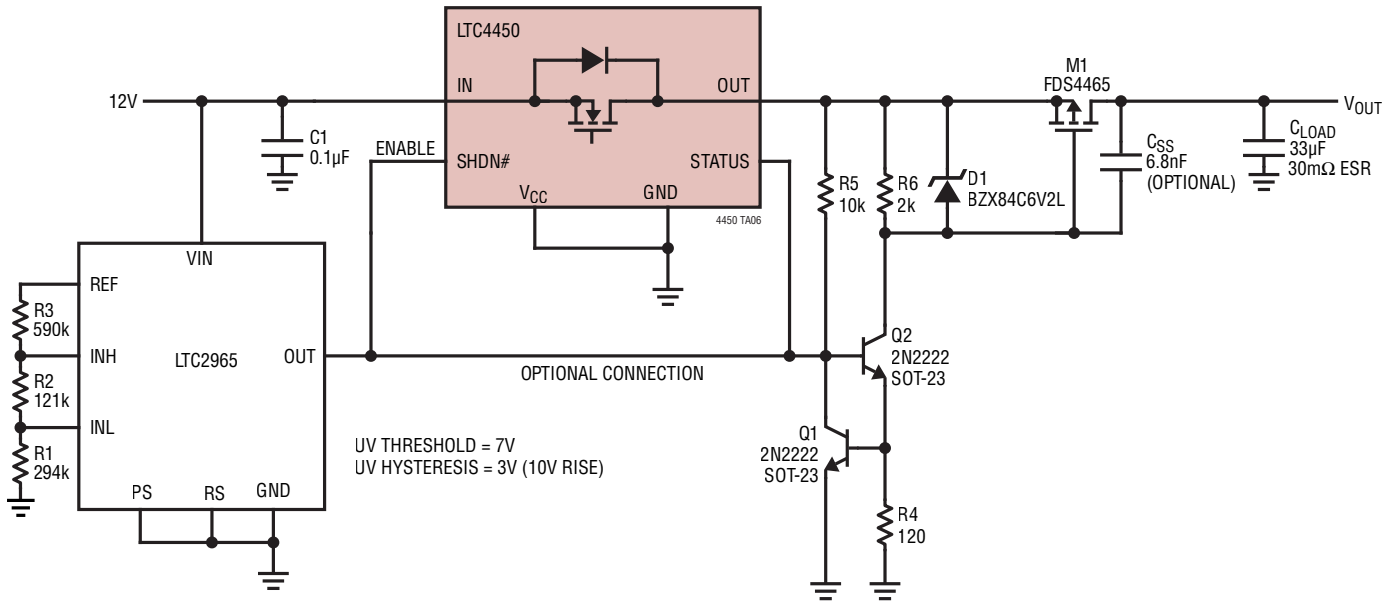 LTC4450
IN
OUT
12V
C1
0.1µF
ENABLE
SHDN#
STATUS
VCC
GND
4450 TA06
M1
FDS4465
VOUT
CSS
6.8nF
(OPTIONAL)
CLOAD
33µF
30mΩ ESR
R5
10k
R6
2k
D1
BZX84C6V2L
VIN
REF
R3
590k
INH
LTC2965
OUT
R2
121k
INL
R1
294k
PS
RS
GND
OPTIONAL CONNECTION
UV THRESHOLD = 7V
UV HYSTERESIS = 3V (10V RISE)
Q2
2N2222
SOT-23
Q1
2N2222
SOT-23
R4
120